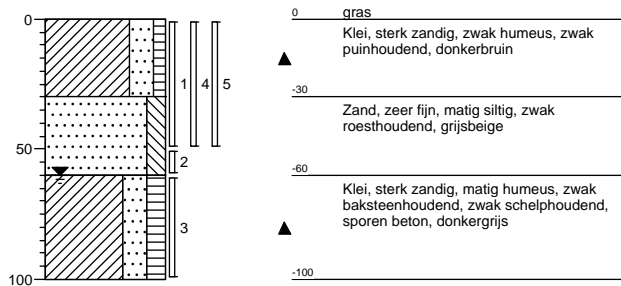 0
50
100
1
4
5
2
3
0 gras
Klei, sterk zandig, zwak humeus, zwak
puinhoudend, donkerbruin
-30
Zand, zeer fijn, matig siltig, zwak
roesthoudend, grijsbeige
-60
Klei, sterk zandig, matig humeus, zwak
baksteenhoudend, zwak schelphoudend,
sporen beton, donkergrijs
-100